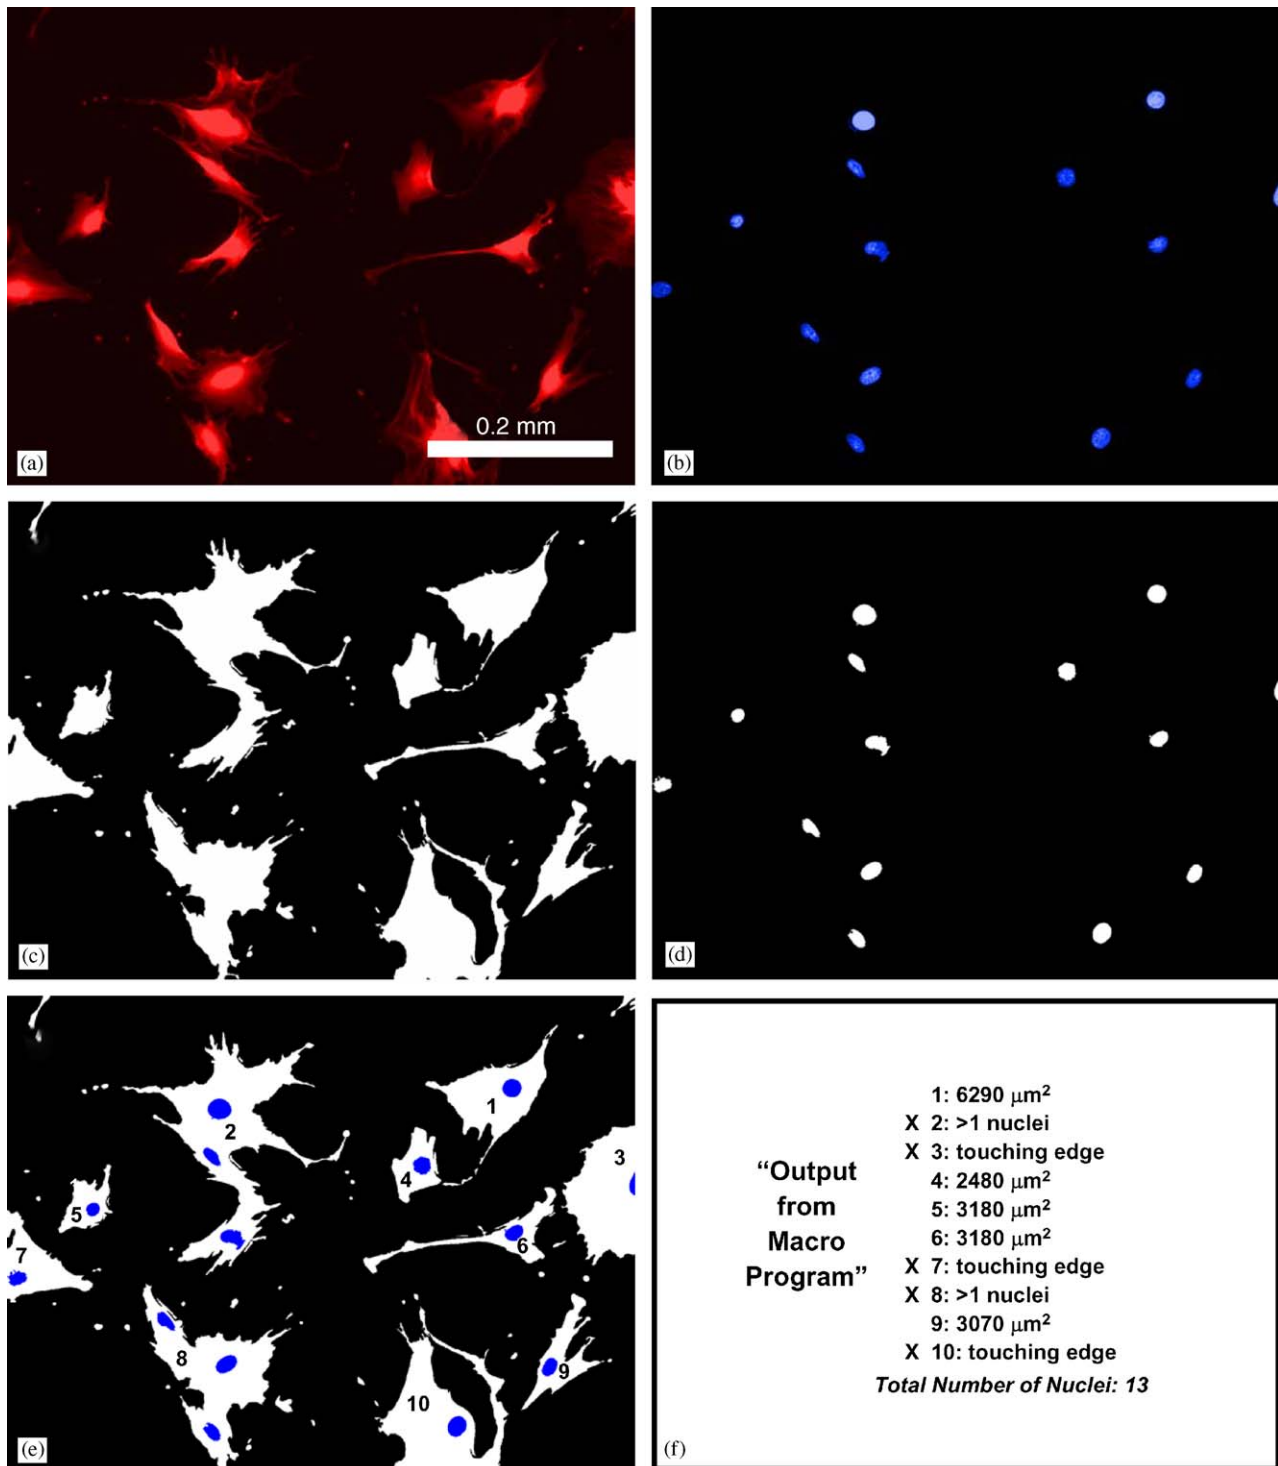 0.2 mm
(a)
(b)
(c)
(d)
1
2
3
4
5
6
7
8
9
10
(e)
“Output
from
Macro
Program”
1: 6290 μm²
X 2: >1 nuclei
X 3: touching edge
4: 2480 μm²
5: 3180 μm²
6: 3180 μm²
X 7: touching edge
X 8: >1 nuclei
9: 3070 μm²
X 10: touching edge
Total Number of Nuclei: 13
(f)